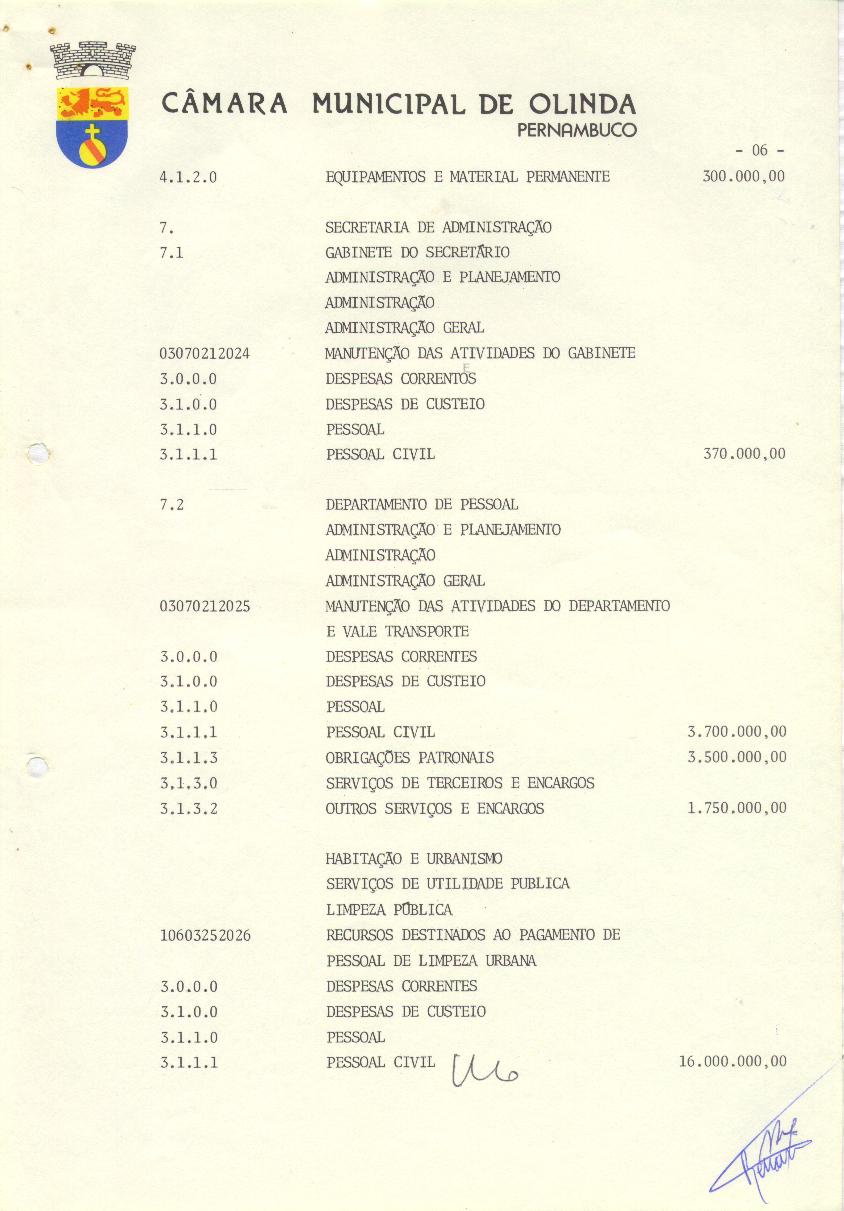 CÂMARA MUNICIPAL DE OLINDA
PERNAMBUCO
- 06 -
4.1.2.0 EQUIPAMENTOS E MATERIAL PERMANENTE 300.000,00
7. SECRETARIA DE ADMINISTRAÇÃO
7.1 GABINETE DO SECRETÁRIO
ADMINISTRAÇÃO E PLANEJAMENTO
ADMINISTRAÇÃO
ADMINISTRAÇÃO GERAL
03070212024 MANUTENÇÃO DAS ATIVIDADES DO GABINETE
E
3.0.0.0 DESPESAS CORRENTOS
3.1.0.0 DESPESAS DE CUSTEIO
3.1.1.0 PESSOAL
3.1.1.1 PESSOAL CIVIL 370.000,00
7.2 DEPARTAMENTO DE PESSOAL
ADMINISTRAÇÃO E PLANEJAMENTO
ADMINISTRAÇÃO
ADMINISTRAÇÃO GERAL
03070212025 MANUTENÇÃO DAS ATIVIDADES DO DEPARTAMENTO
E VALE TRANSPORTE
3.0.0.0 DESPESAS CORRENTES
3.1.0.0 DESPESAS DE CUSTEIO
3.1.1.0 PESSOAL
3.1.1.1 PESSOAL CIVIL 3.700.000,00
3.1.1.3 OBRIGAÇÕES PATRONAIS 3.500.000,00
3.1.3.0 SERVIÇOS DE TERCEIROS E ENCARGOS
3.1.3.2 OUTROS SERVIÇOS E ENCARGOS 1.750.000,00
HABITAÇÃO E URBANISMO
SERVIÇOS DE UTILIDADE PUBLICA
LIMPEZA PÚBLICA
10603252026 RECURSOS DESTINADOS AO PAGAMENTO DE
PESSOAL DE LIMPEZA URBANA
3.0.0.0 DESPESAS CORRENTES
3.1.0.0 DESPESAS DE CUSTEIO
3.1.1.0 PESSOAL
3.1.1.1 PESSOAL CIVIL 16.000.000,00